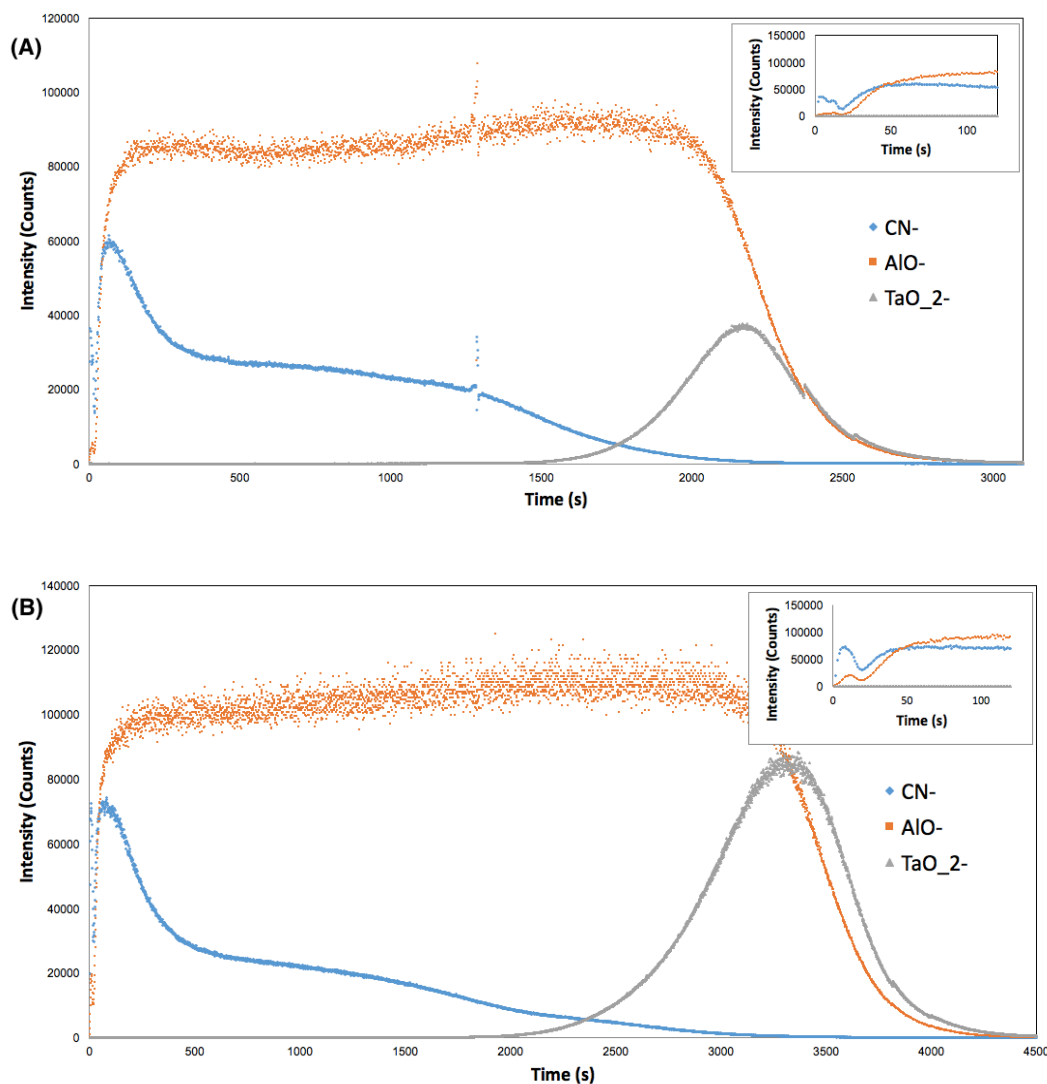 (A)
Intensity (Counts)
120000
100000
80000
60000
40000
20000
0
0 500 1000 1500 2000 2500 3000
Time (s)
Intensity (Counts)
150000
100000
50000
0
0 50 100
Time (s)
CN-
AlO-
TaO_2-
(B)
Intensity (Counts)
140000
120000
100000
80000
60000
40000
20000
0
0 500 1000 1500 2000 2500 3000 3500 4000 4500
Time (s)
Intensity (Counts)
150000
100000
50000
0
0 50 100
Time (s)
CN-
AlO-
TaO_2-